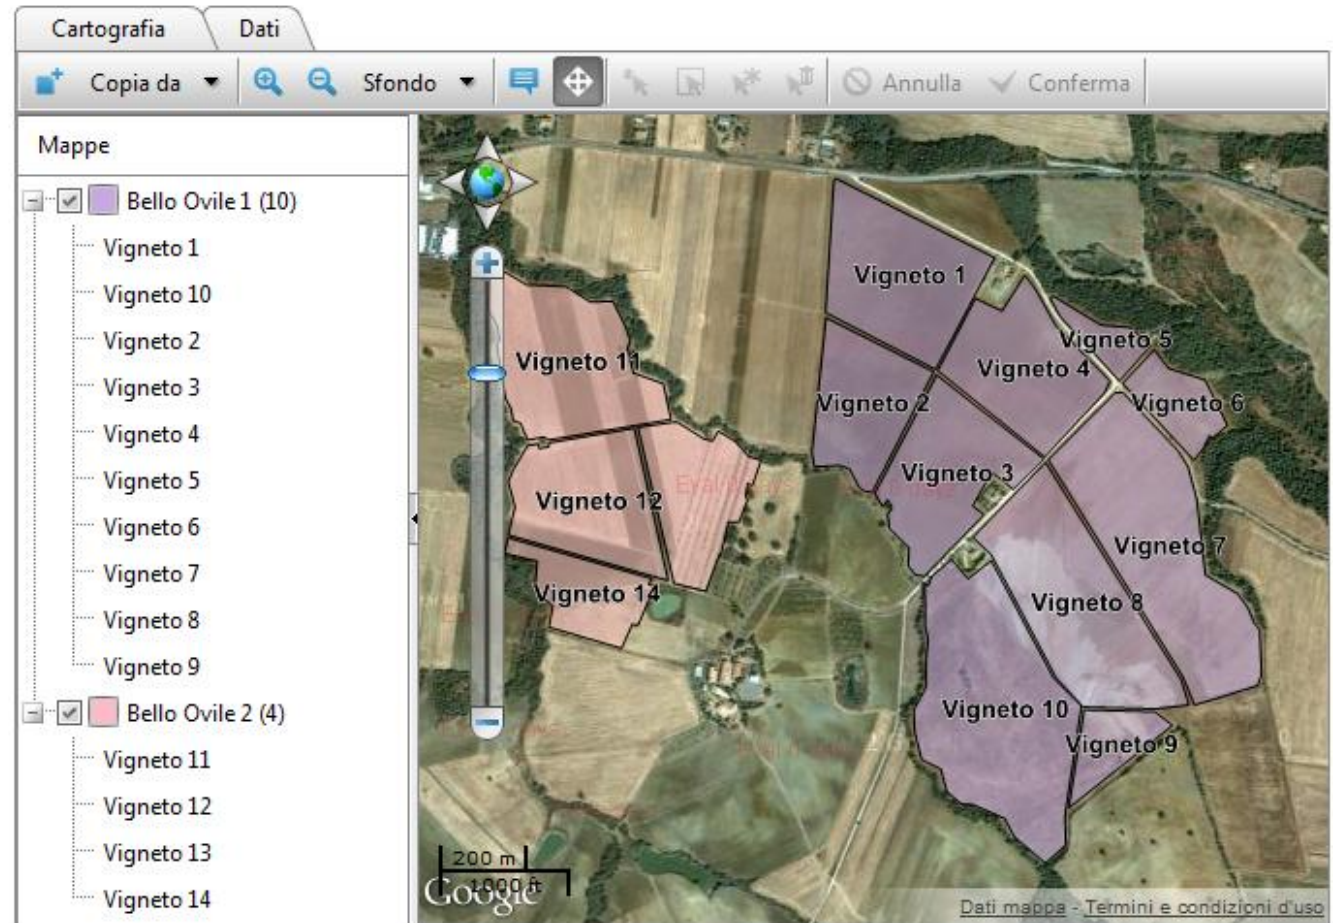 Cartografia
Dati
Copia da
Sfondo
Annulla
Conferma
Mappe
Bello Ovile 1 (10)
Vigneto 1
Vigneto 10
Vigneto 2
Vigneto 3
Vigneto 4
Vigneto 5
Vigneto 6
Vigneto 7
Vigneto 8
Vigneto 9
Bello Ovile 2 (4)
Vigneto 11
Vigneto 12
Vigneto 13
Vigneto 14
Vigneto 1
Vigneto 5
Vigneto 11
Vigneto 4
Vigneto 2
Vigneto 6
Vigneto 3
Vigneto 12
Vigneto 7
Vigneto 14
Vigneto 8
Vigneto 10
Vigneto 9
200 m
1000 ft
Google
Dati mappa - Termini e condizioni d'uso